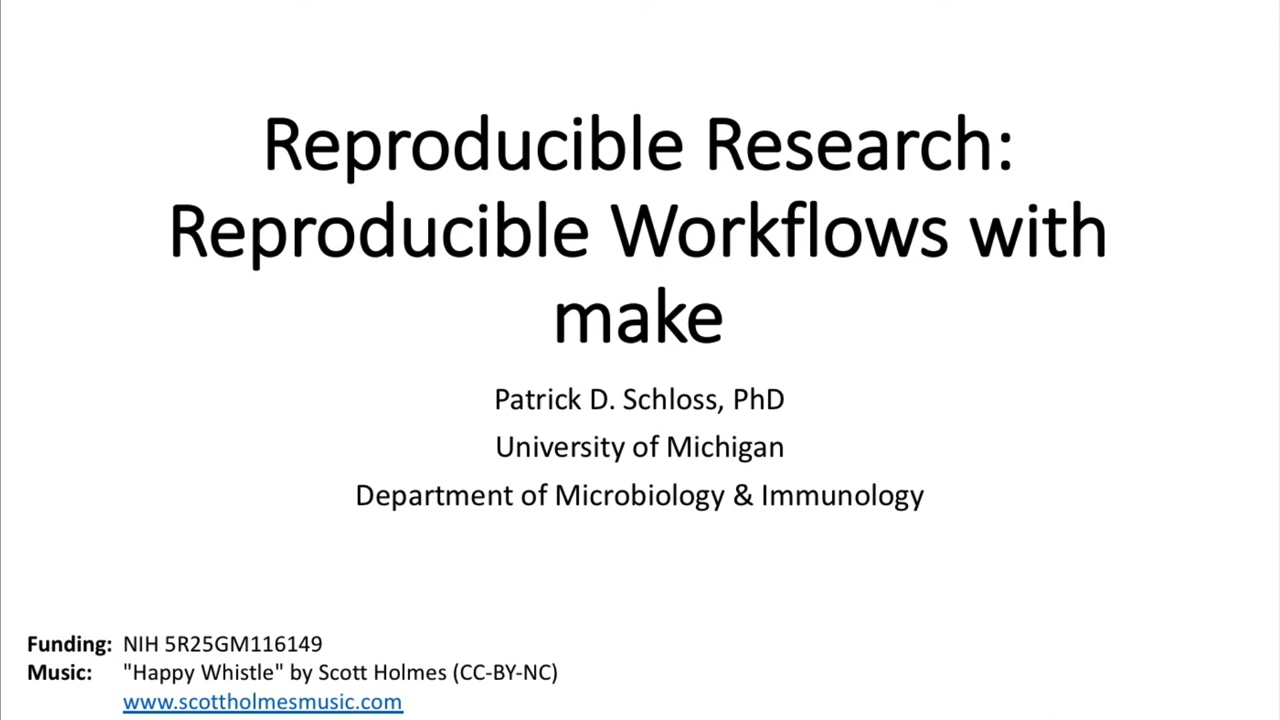 Reproducible Research:
Reproducible Workflows with
make
Patrick D. Schloss, PhD
University of Michigan
Department of Microbiology & Immunology
Funding: NIH 5R25GM116149
Music: "Happy Whistle" by Scott Holmes (CC-BY-NC)
www.scottholmesmusic.com